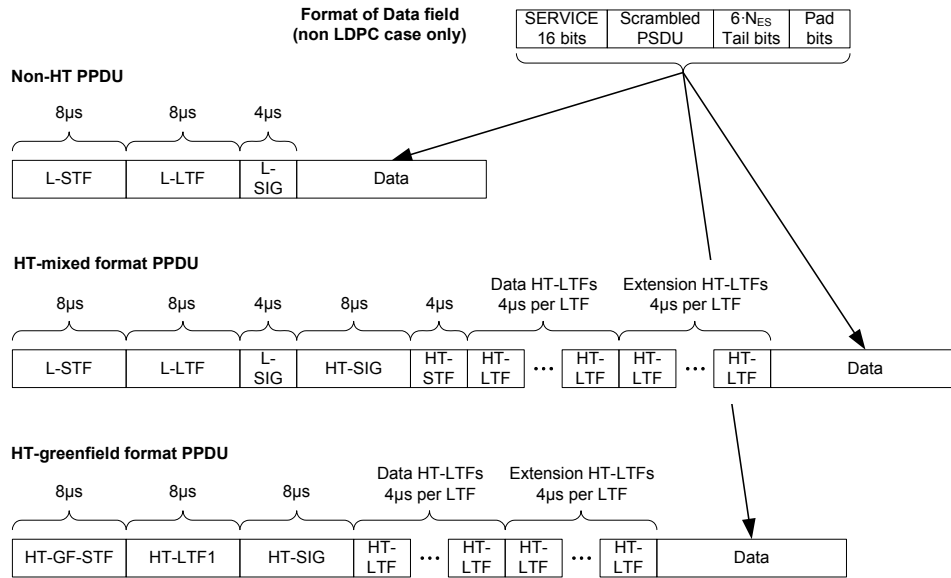 Format of Data field
(non LDPC case only)
SERVICE
16 bits
Scrambled
PSDU
6·NES
Tail bits
Pad
bits
Non-HT PPDU
8µs
8µs
4µs
L-STF
L-LTF
L-
SIG
Data
HT-mixed format PPDU
Data HT-LTFs
4µs per LTF
Extension HT-LTFs
4µs per LTF
8µs
8µs
4µs
8µs
4µs
L-STF
L-LTF
L-
SIG
HT-SIG
HT-
STF
HT-
LTF
...
HT-
LTF
HT-
LTF
...
HT-
LTF
Data
HT-greenfield format PPDU
Data HT-LTFs
4µs per LTF
Extension HT-LTFs
4µs per LTF
8µs
8µs
8µs
HT-GF-STF
HT-LTF1
HT-SIG
HT-
LTF
...
HT-
LTF
HT-
LTF
...
HT-
LTF
Data